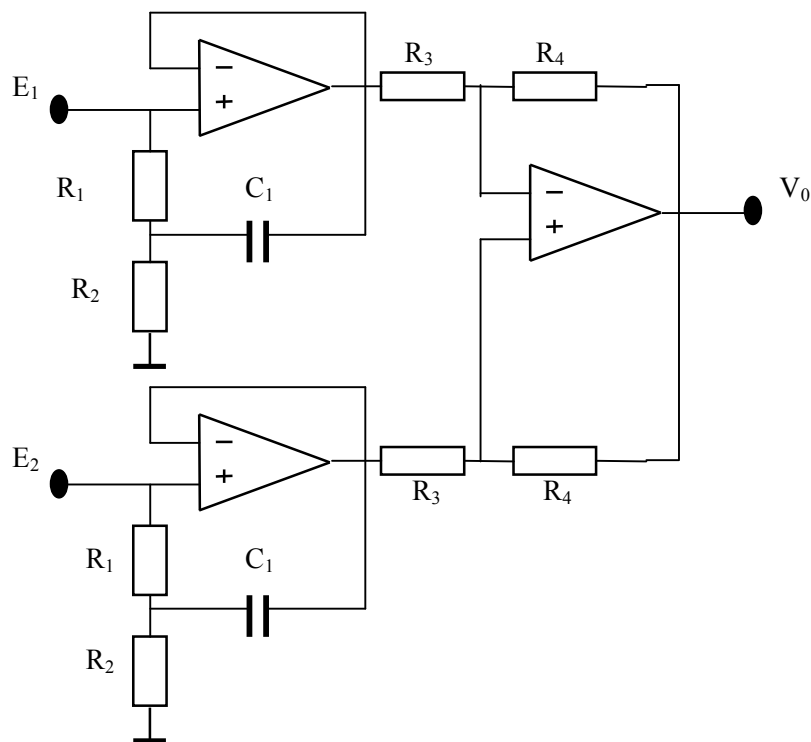 R₃ R₄
−
E₁ +
R₁ C₁ − V₀
+
R₂
−
E₂ +
R₃ R₄
R₁ C₁
R₂